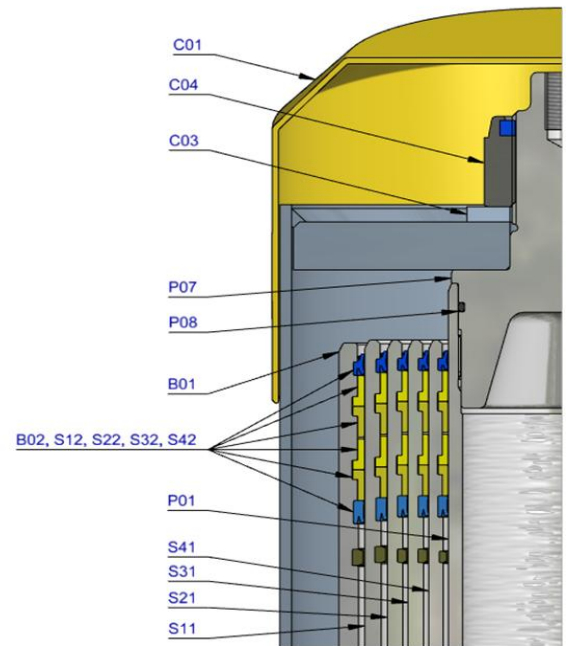 C01
C04
C03
P07
P08
B01
B02, S12, S22, S32, S42
P01
S41
S31
S21
S11